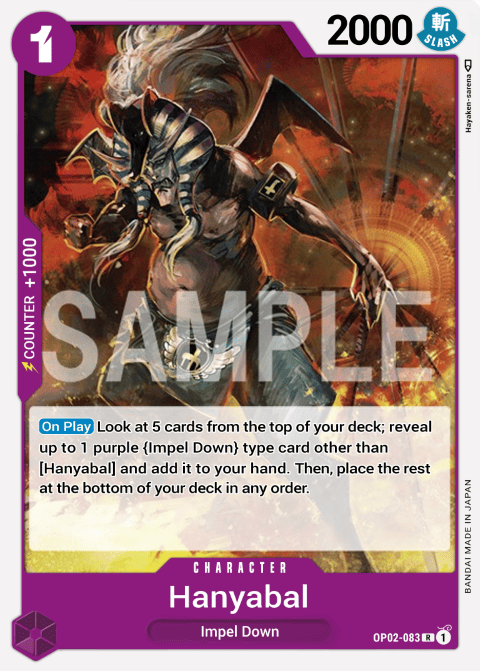 1
2000
斬
SLASH
Hayaken-sarena
COUNTER +1000
SAMPLE
On Play Look at 5 cards from the top of your deck; reveal
up to 1 purple {Impel Down} type card other than
[Hanyabal] and add it to your hand. Then, place the rest
at the bottom of your deck in any order.
BANDAI MADE IN JAPAN
CHARACTER
Hanyabal
Impel Down
OP02-083 R 1